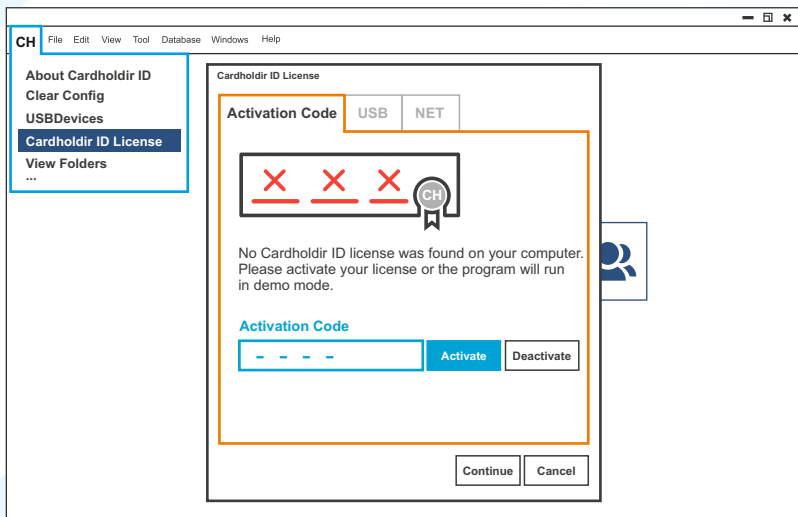 CH File Edit View Tool Database Windows Help
About Cardholdir ID
Clear Config
USBDevices
Cardholdir ID License
View Folders
...
Cardholdir ID License
Activation Code USB NET
CH
No Cardholdir ID license was found on your computer.
Please activate your license or the program will run
in demo mode.
Activation Code
- - - -
Activate Deactivate
Continue Cancel